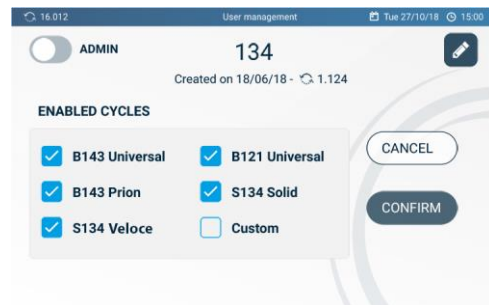 16.012 User management Tue 27/10/18 15:00
ADMIN
134
Created on 18/06/18 - 1.124
ENABLED CYCLES
B143 Universal B121 Universal
B143 Prion S134 Solid
S134 Veloce Custom
CANCEL
CONFIRM